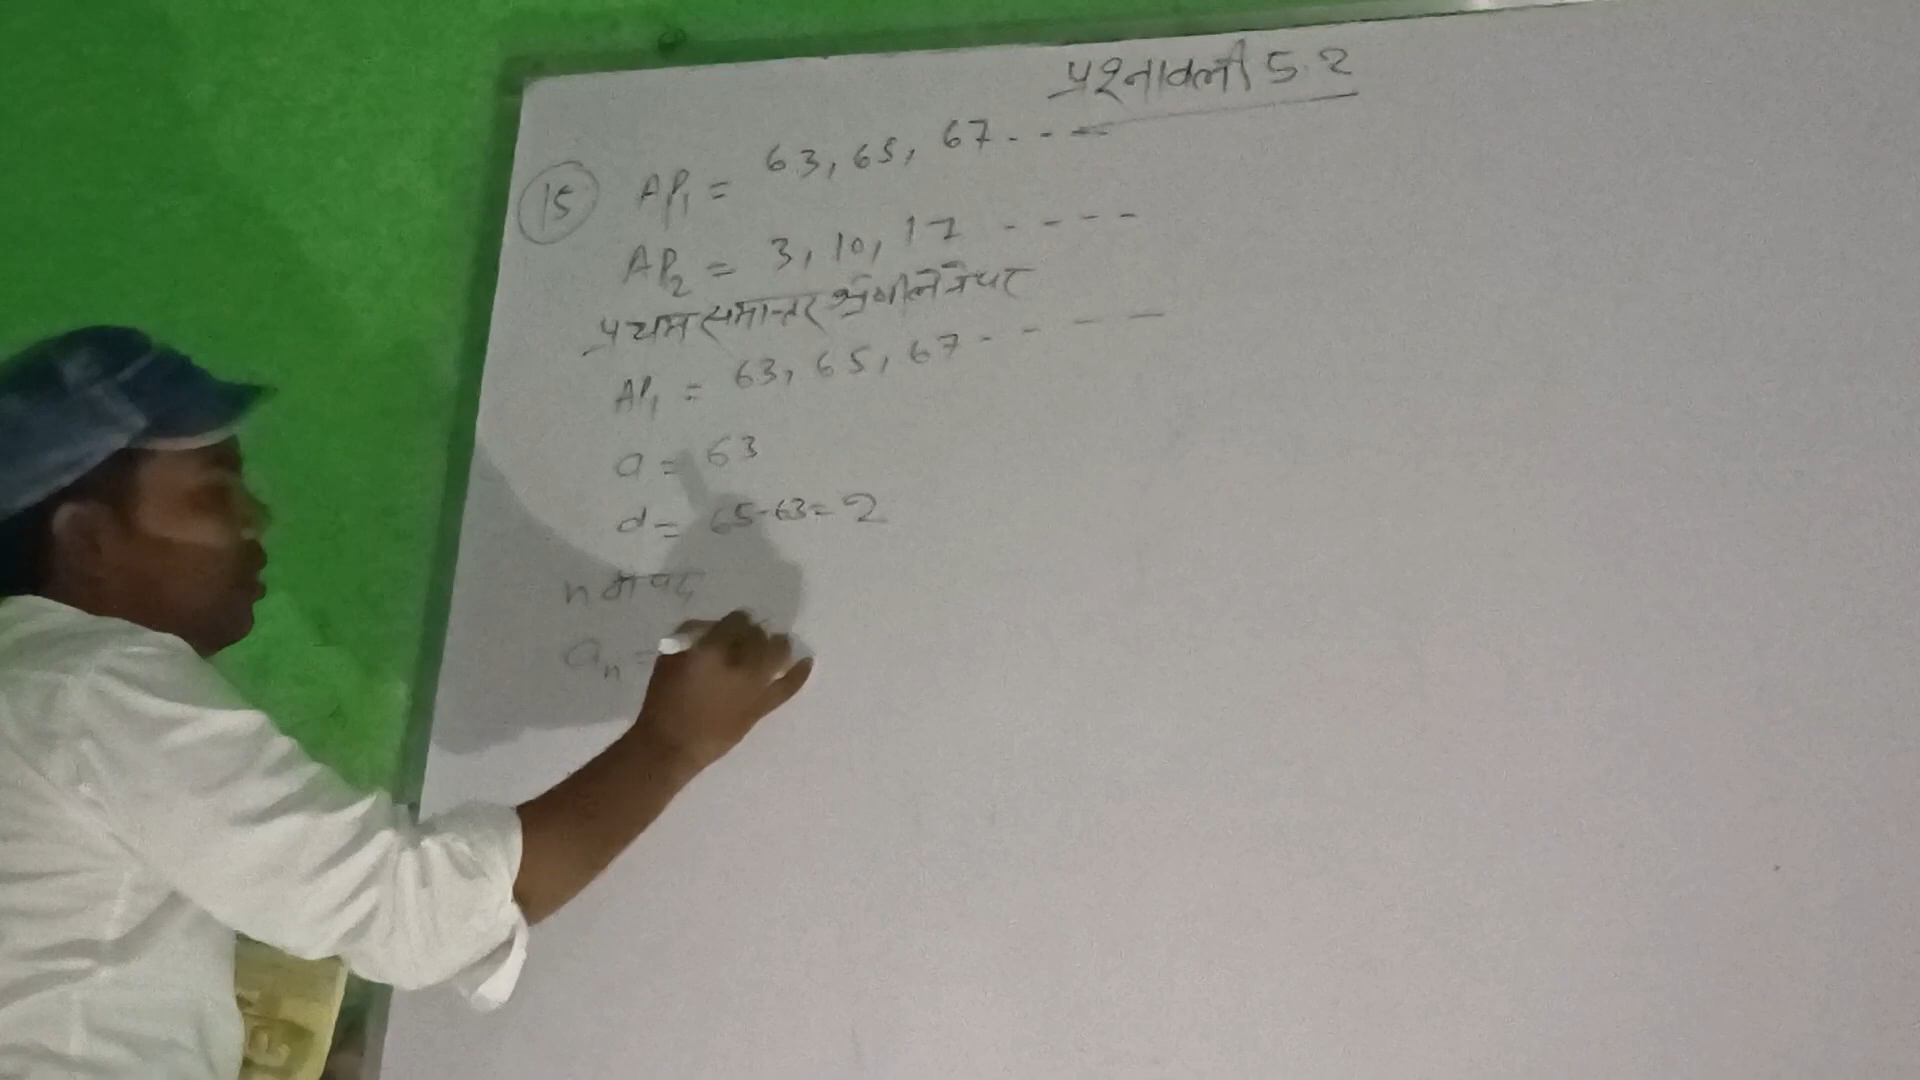 प्रश्नावली 5.2
15 AP1 = 63, 65, 67 - - -
AP2 = 3, 10, 17 - - - -
प्रथम समान्तर श्रेणी लेने पर
AP1 = 63, 65, 67 - - - - -
a = 63
d = 65-63 = 2
n वाँ पद
an =